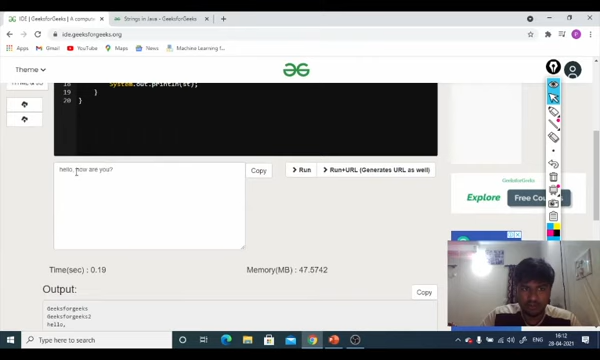 IDE | GeeksforGeeks | A comput
Strings in Java - GeeksforGeeks
ide.geeksforgeeks.org
Apps
Gmail
YouTube
Maps
News
Machine Learning f...
Theme
18 System.out.println(st);
19 }
20 }
hello, how are you?
Copy
Run
Run+URL (Generates URL as well)
GeeksforGeeks
Explore
Free Cou
Time(sec) : 0.19
Memory(MB) : 47.5742
Output:
Copy
Geeksforgeeks
Geeksforgeeks2
hello,
Type here to search
ENG
16:12
28-04-2021